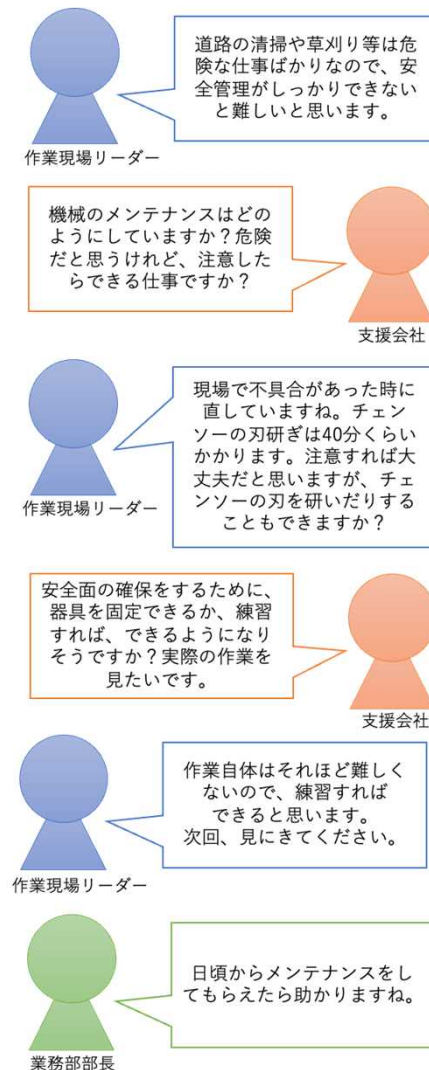 道路の清掃や草刈り等は危
険な仕事ばかりなので、安
全管理がしっかりできない
と難しいと思います。
作業現場リーダー
機械のメンテナンスはどの
ようにしていますか？危険
だと思うけれど、注意した
らできる仕事ですか？
支援会社
現場で不具合があった時に
直していますね。チェン
ソーの刃研ぎは40分くらい
かかります。注意すれば大
丈夫だと思いますが、チェ
ンソーの刃を研いだりする
こともできますか？
作業現場リーダー
安全面の確保をするために、
器具を固定できるか、練習
すれば、できるようになり
そうですか？実際の作業を
見たいです。
支援会社
作業自体はそれほど難しく
ないので、練習すれば
できると思います。
次回、見にきてください。
作業現場リーダー
日頃からメンテナンスをし
てもらえたら助かりますね。
業務部部長